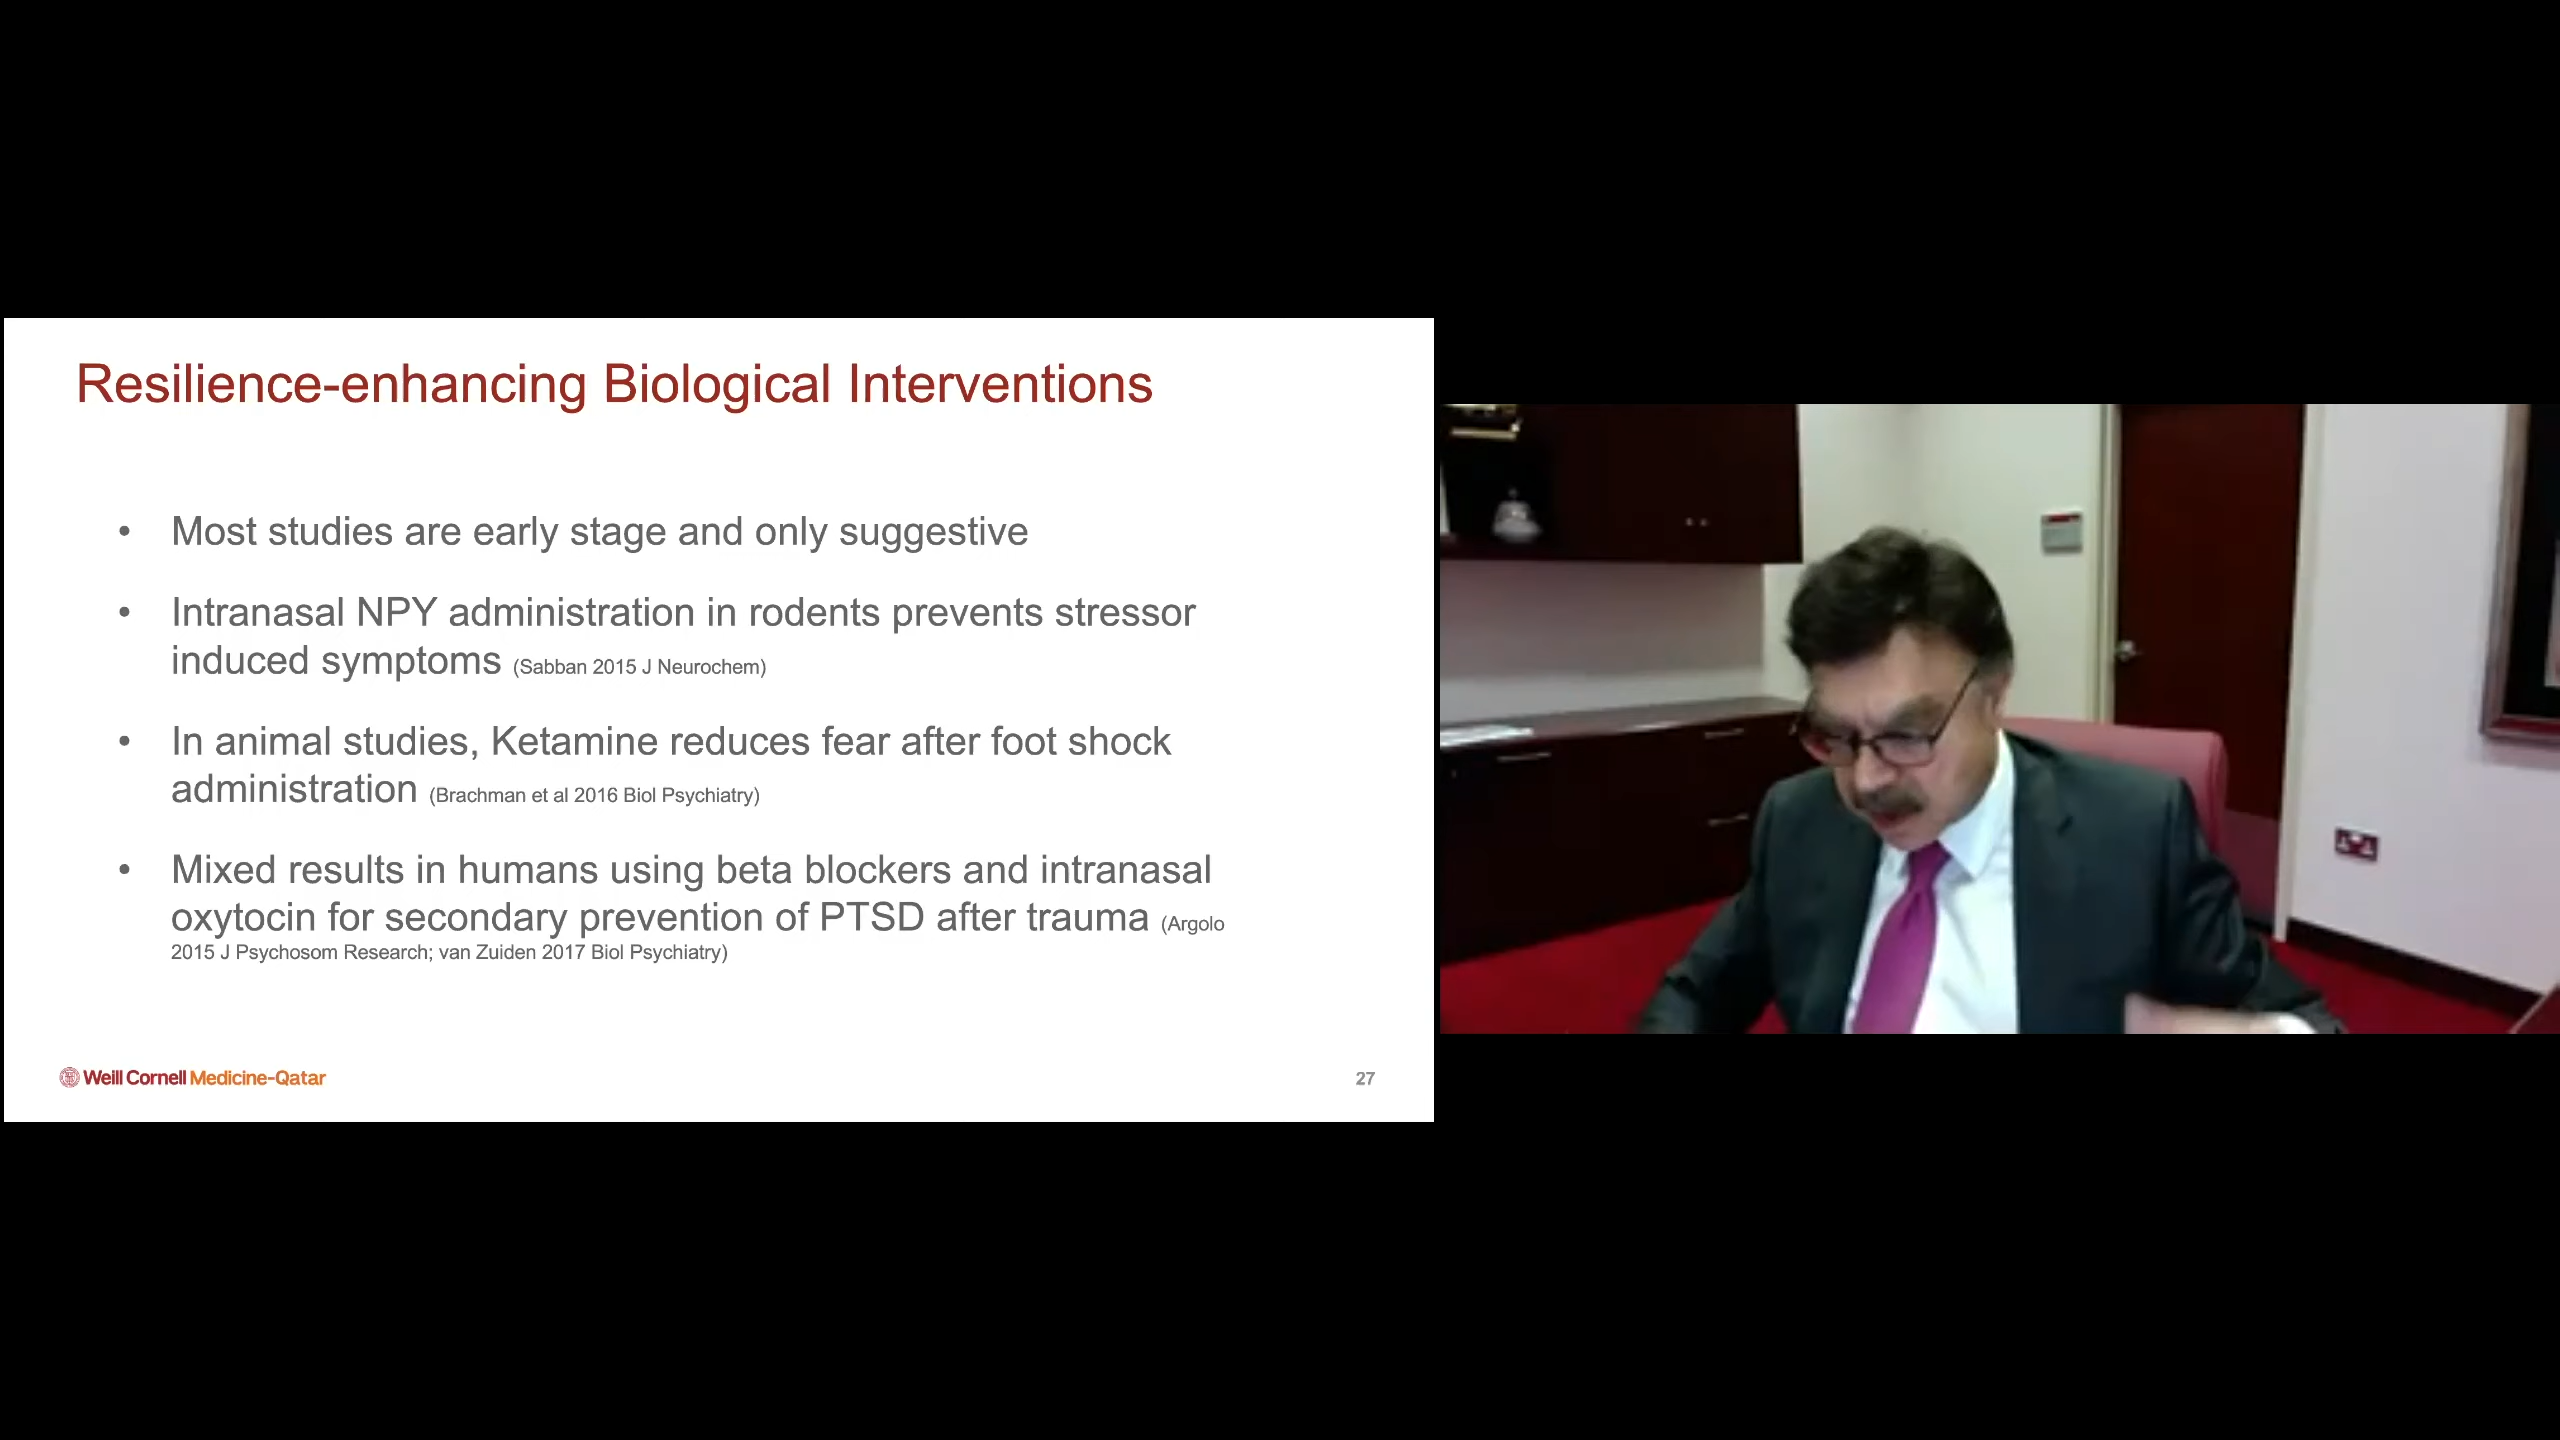 Resilience-enhancing Biological Interventions
• Most studies are early stage and only suggestive
• Intranasal NPY administration in rodents prevents stressor
induced symptoms (Sabban 2015 J Neurochem)
• In animal studies, Ketamine reduces fear after foot shock
administration (Brachman et al 2016 Biol Psychiatry)
• Mixed results in humans using beta blockers and intranasal
oxytocin for secondary prevention of PTSD after trauma (Argolo
2015 J Psychosom Research; van Zuiden 2017 Biol Psychiatry)
Weill Cornell Medicine-Qatar
27